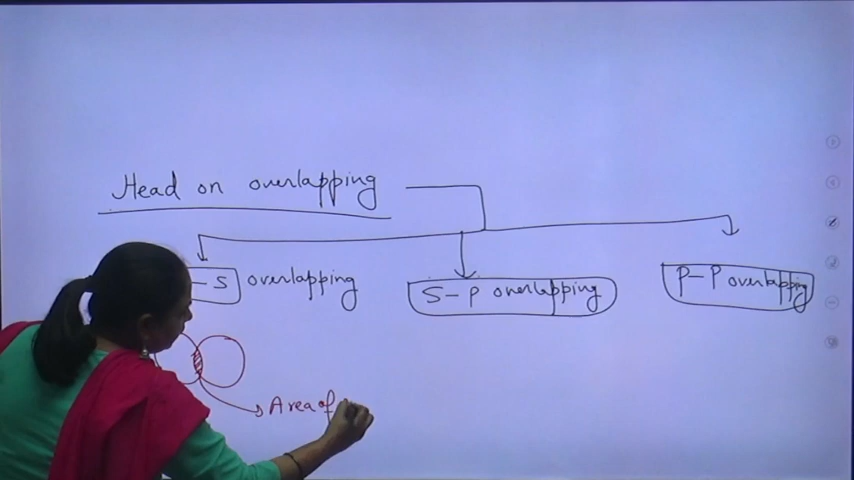 Head on overlapping
- S overlapping
S-P overlapping
P-P overlapping
Area of